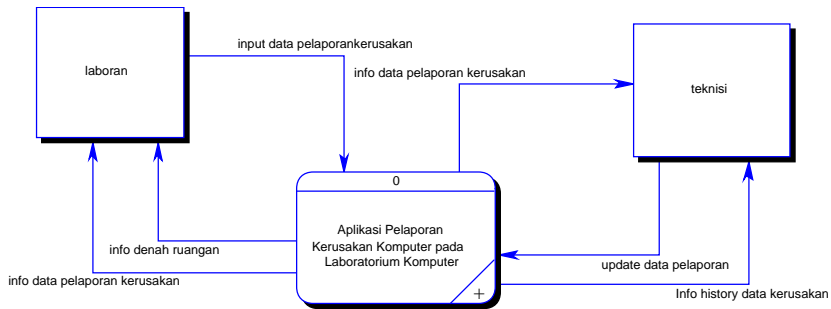 input data pelaporankerusakan
laboran
info data pelaporan kerusakan
teknisi
0
Aplikasi Pelaporan
Kerusakan Komputer pada
Laboratorium Komputer
info denah ruangan
info data pelaporan kerusakan
update data pelaporan
Info history data kerusakan
+